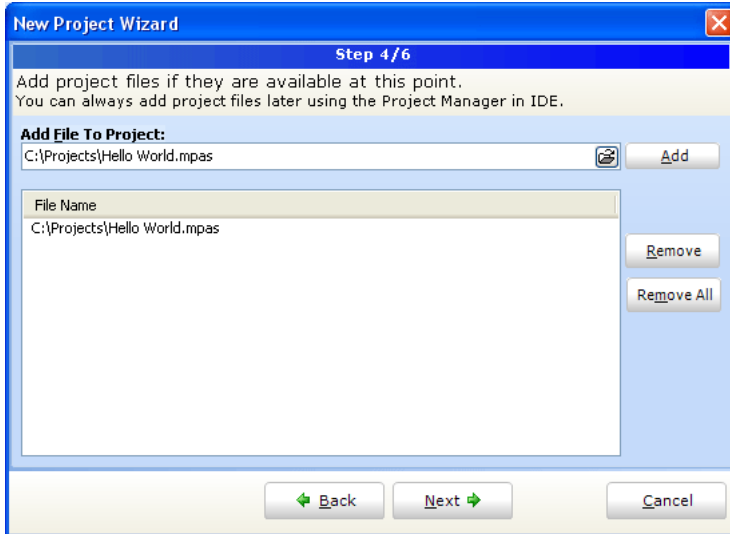 New Project Wizard
Step 4/6
Add project files if they are available at this point.
You can always add project files later using the Project Manager in IDE.
Add File To Project:
C:\Projects\Hello World.mpas
Add
File Name
C:\Projects\Hello World.mpas
Remove
Remove All
Back
Next
Cancel